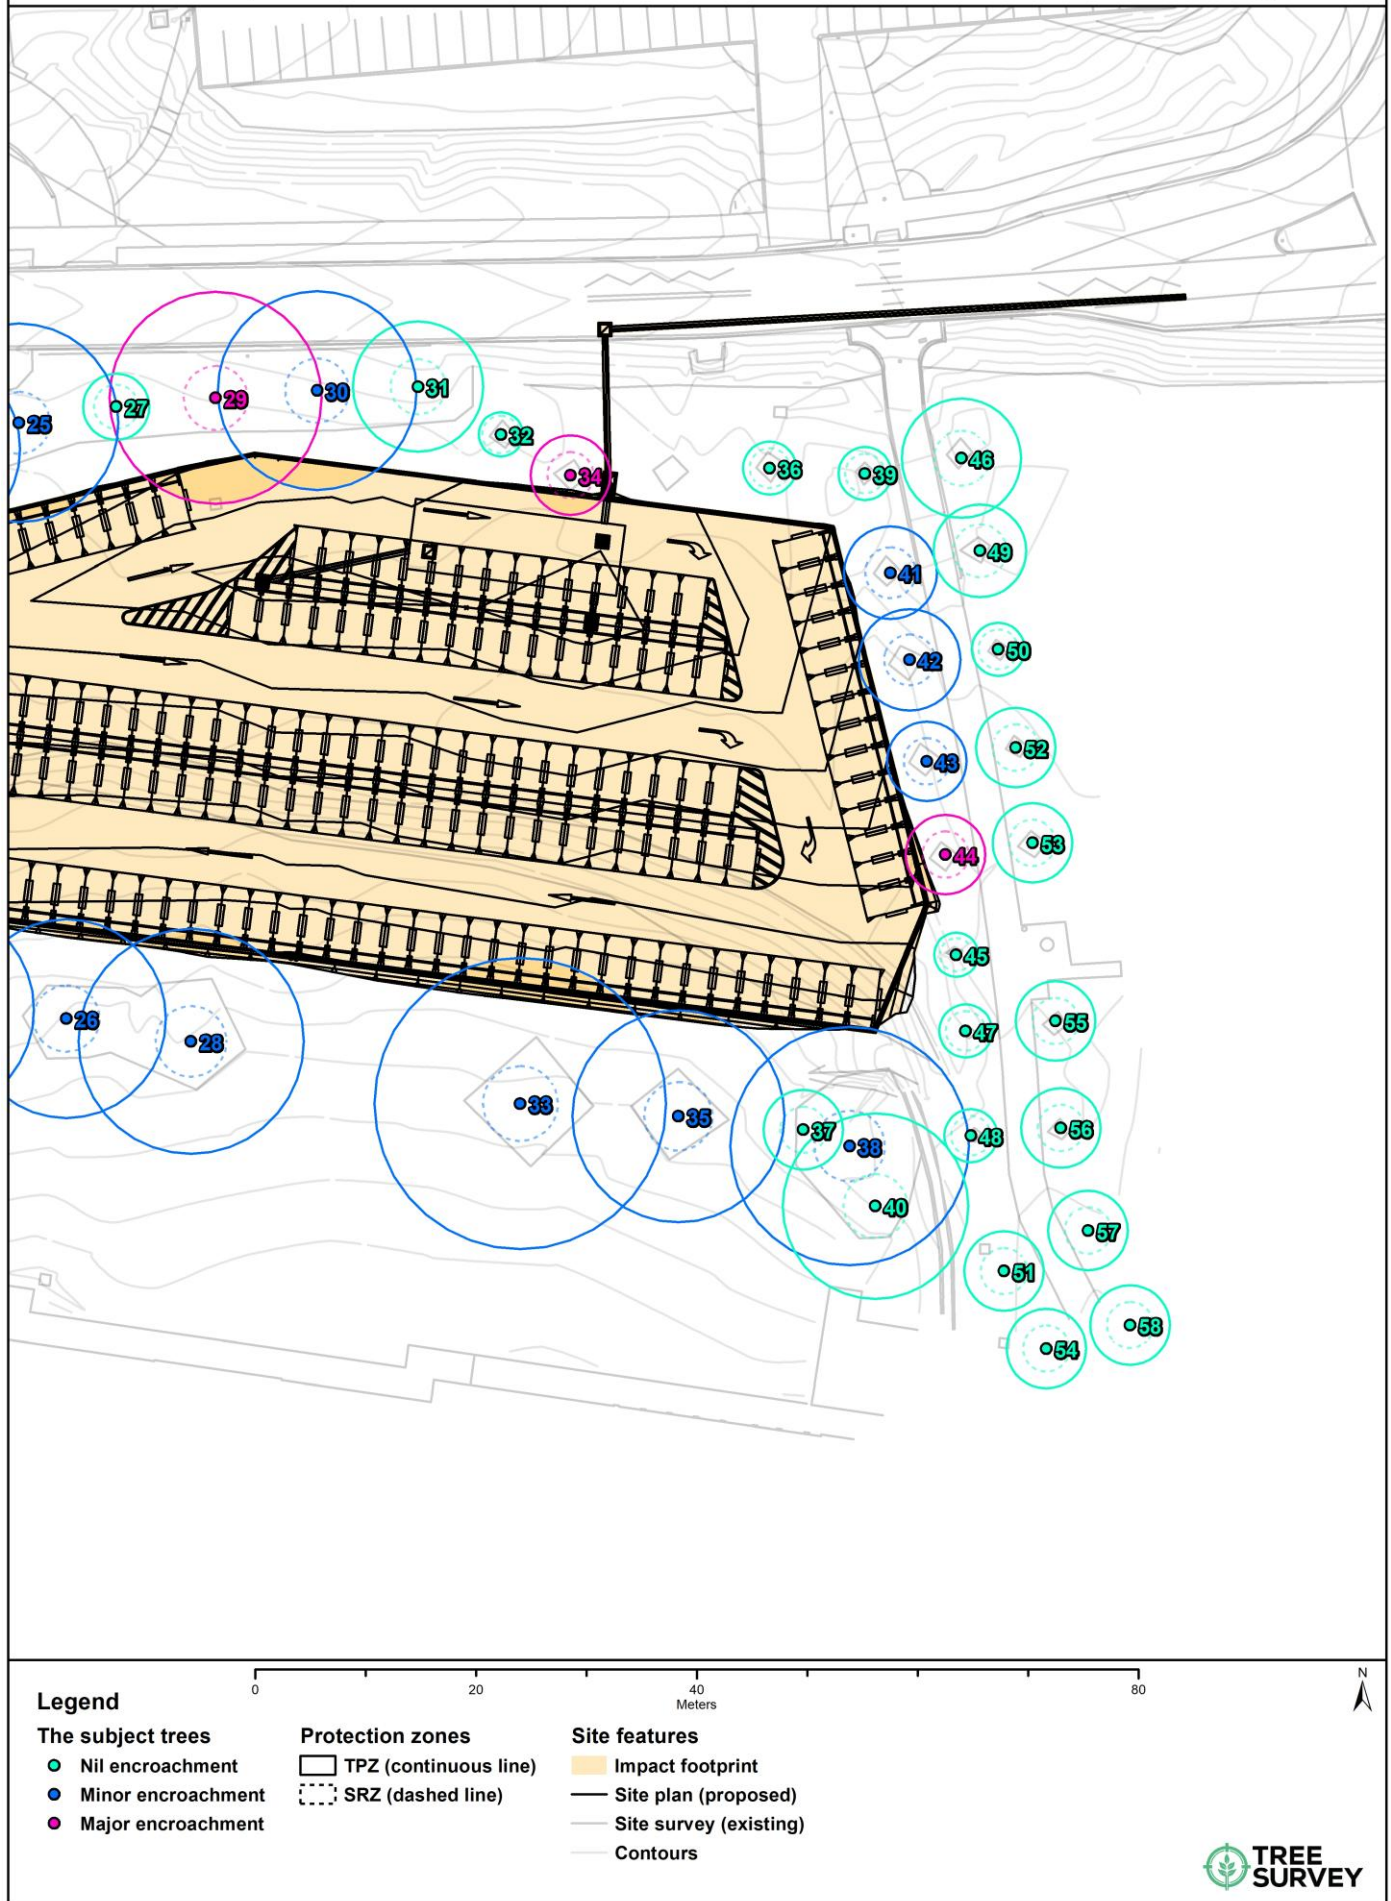 31
30
29
27
25
32
46
36
39
34
49
41
50
42
52
43
53
44
45
26
55
47
28
33
35
56
37
48
38
40
57
51
58
54
0 20 40 80
Meters
N
Legend
The subject trees
Nil encroachment
Minor encroachment
Major encroachment
Protection zones
TPZ (continuous line)
SRZ (dashed line)
Site features
Impact footprint
Site plan (proposed)
Site survey (existing)
Contours
TREE
SURVEY